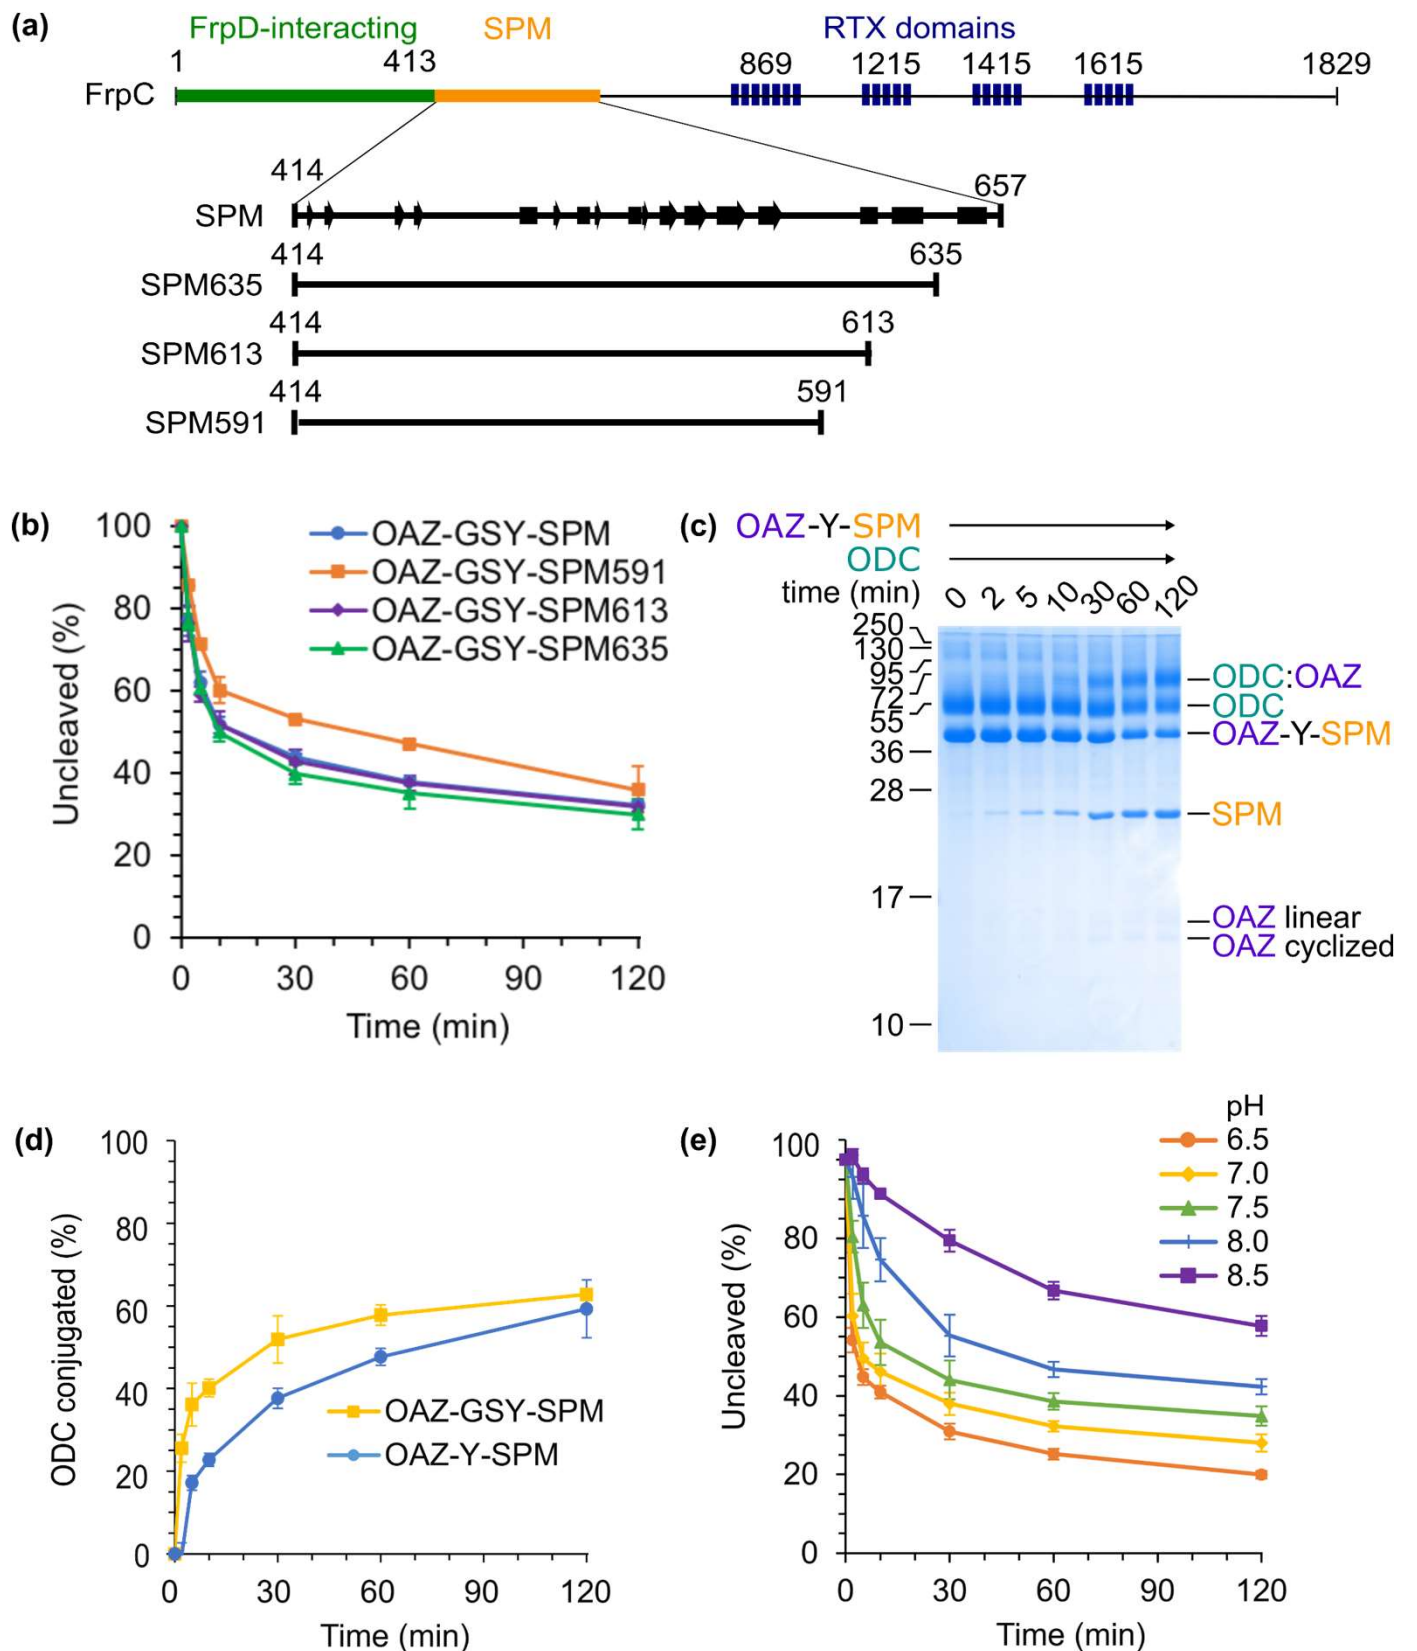 (a)
FrpD-interacting SPM RTX domains
1 413 869 1215 1415 1615 1829
FrpC
414 657
SPM
414 635
SPM635
414 613
SPM613
414 591
SPM591
(b)
100
80
60
40
20
0
Uncleaved (%)
OAZ-GSY-SPM
OAZ-GSY-SPM591
OAZ-GSY-SPM613
OAZ-GSY-SPM635
0 30 60 90 120
Time (min)
(c)
OAZ-Y-SPM
ODC
time (min) 0 2 5 10 30 60 120
250
130
95
72
55
36
28
17
10
ODC:OAZ
ODC
OAZ-Y-SPM
SPM
OAZ linear
OAZ cyclized
(d)
100
80
60
40
20
0
ODC conjugated (%)
OAZ-GSY-SPM
OAZ-Y-SPM
0 30 60 90 120
Time (min)
(e)
100
80
60
40
20
0
Uncleaved (%)
pH
6.5
7.0
7.5
8.0
8.5
0 30 60 90 120
Time (min)